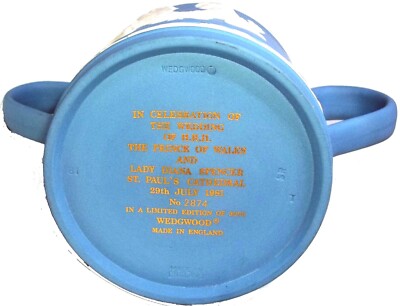 WEDGWOOD
IN CELEBRATION OF
THE WEDDING
OF H.R.H.
THE PRINCE OF WALES
AND
LADY DIANA SPENCER
ST PAUL'S CATHEDRAL
29th JULY 1981
No 2874
IN A LIMITED EDITION OF
WEDGWOOD®
MADE IN ENGLAND